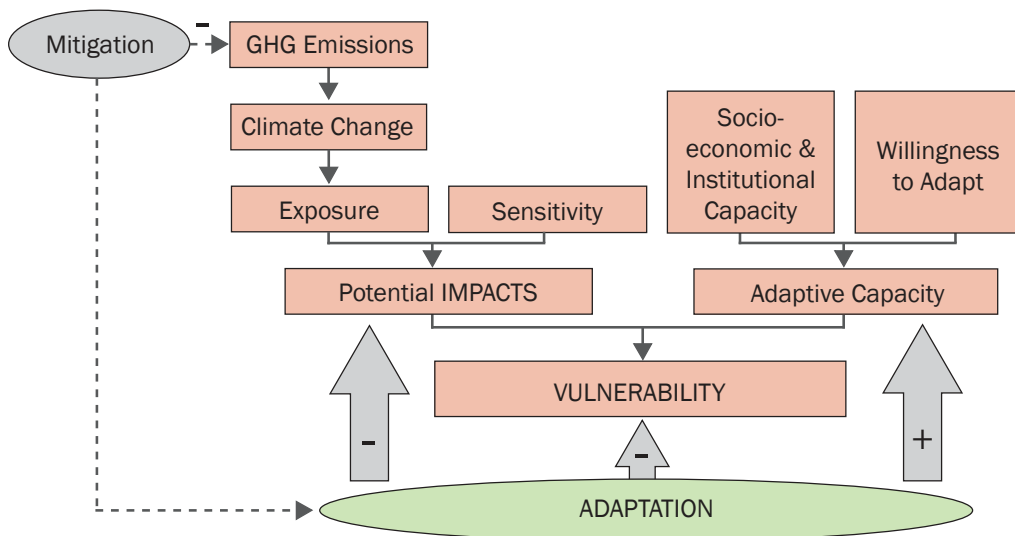 -
Mitigation
GHG Emissions
Climate Change
Exposure
Sensitivity
Socio-
economic &
Institutional
Capacity
Willingness
to Adapt
Potential IMPACTS
Adaptive Capacity
VULNERABILITY
-
-
+
ADAPTATION